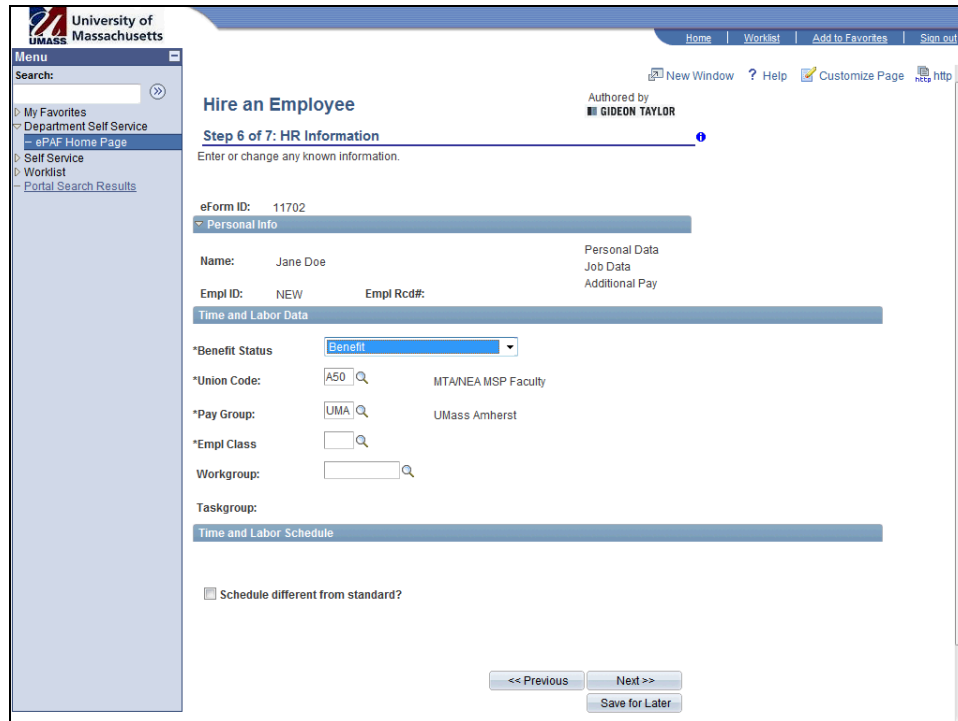 University of
Massachusetts
UMASS
Home | Worklist | Add to Favorites | Sign out
Menu
Search:
My Favorites
Department Self Service
ePAF Home Page
Self Service
Worklist
Portal Search Results
New Window ? Help Customize Page http
Hire an Employee
Authored by
GIDEON TAYLOR
Step 6 of 7: HR Information
Enter or change any known information.
eForm ID: 11702
Personal Info
Name: Jane Doe
Personal Data
Job Data
Additional Pay
Empl ID: NEW Empl Rcd#:
Time and Labor Data
*Benefit Status Benefit
*Union Code: A50 MTA/NEA MSP Faculty
*Pay Group: UMA UMass Amherst
*Empl Class
Workgroup:
Taskgroup:
Time and Labor Schedule
Schedule different from standard?
<< Previous Next >>
Save for Later